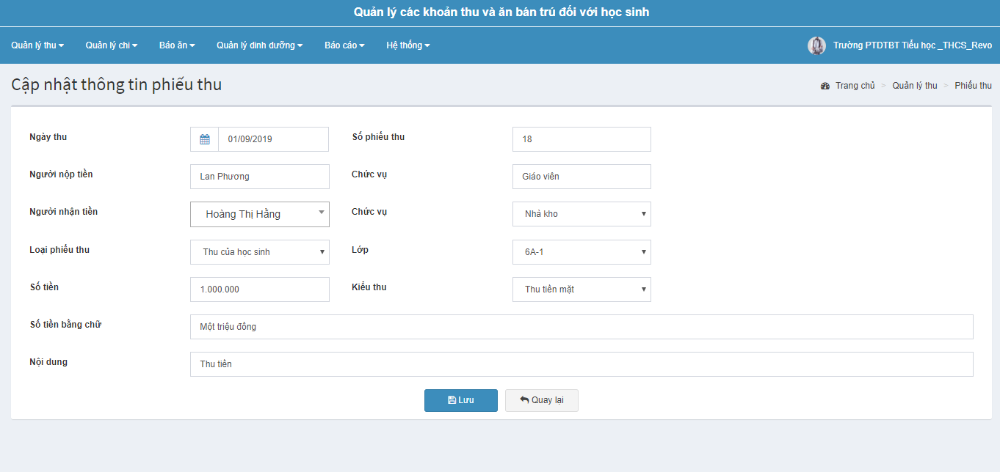 Quản lý các khoản thu và ăn bán trú đối với học sinh
Quản lý thu Quản lý chi Báo ăn Quản lý dinh dưỡng Báo cáo Hệ thống Trường PTDTBT Tiểu học _THCS_Revo
Cập nhật thông tin phiếu thu
Trang chủ > Quản lý thu > Phiếu thu
Ngày thu 01/09/2019 Số phiếu thu 18
Người nộp tiền Lan Phương Chức vụ Giáo viên
Người nhận tiền Hoàng Thị Hằng Chức vụ Nhà kho
Loại phiếu thu Thu của học sinh Lớp 6A-1
Số tiền 1.000.000 Kiểu thu Thu tiền mặt
Số tiền bằng chữ Một triệu đồng
Nội dung Thu tiền
Lưu Quay lại